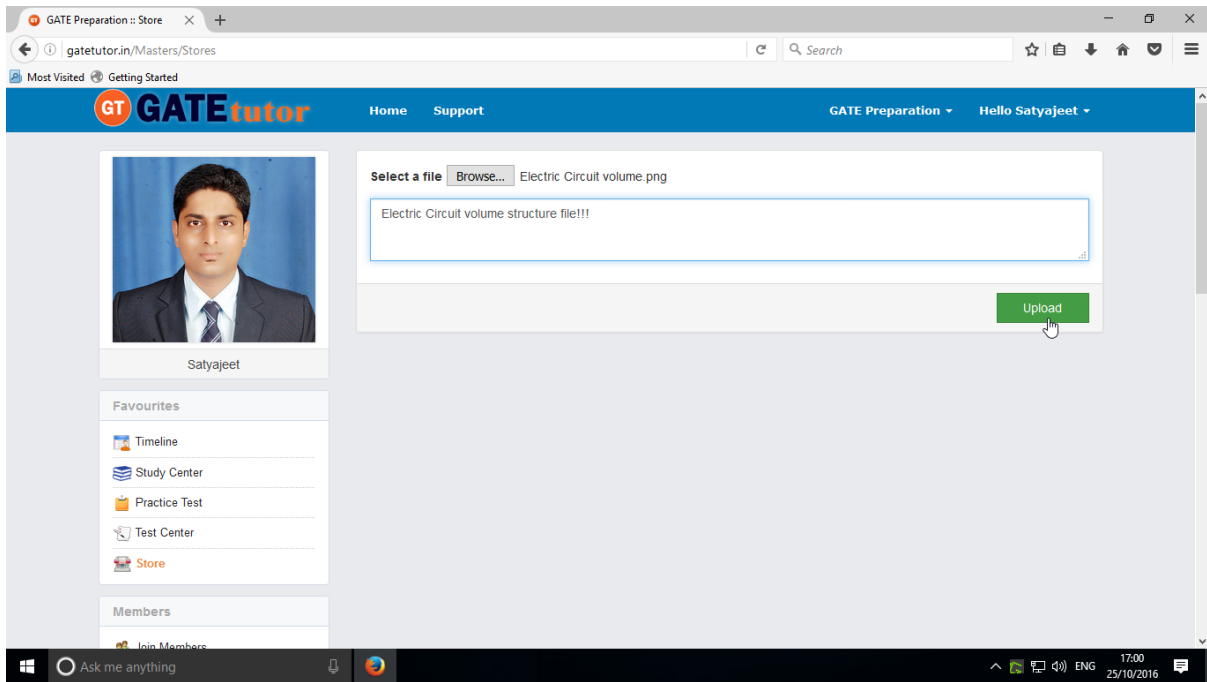 GATE Preparation :: Store
gatetutor.in/Masters/Stores
Search
Most Visited Getting Started
GT GATEtutor Home Support GATE Preparation Hello Satyajeet
Select a file Browse... Electric Circuit volume.png
Electric Circuit volume structure file!!!
Upload
Satyajeet
Favourites
Timeline
Study Center
Practice Test
Test Center
Store
Members
Join Members
Ask me anything
ENG
17:00
25/10/2016